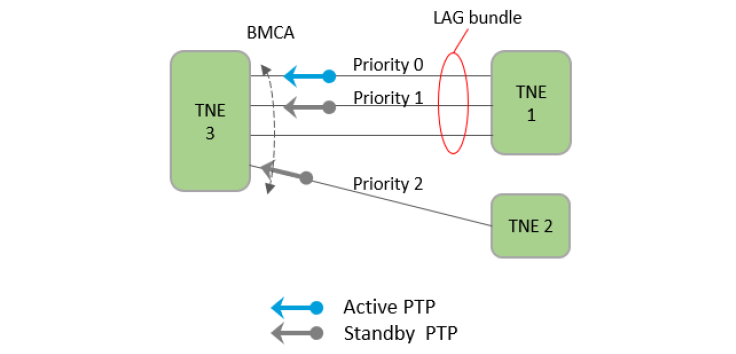 LAG bundle
BMCA
Priority 0
Priority 1
TNE
3
TNE
1
Priority 2
TNE 2
Active PTP
Standby PTP